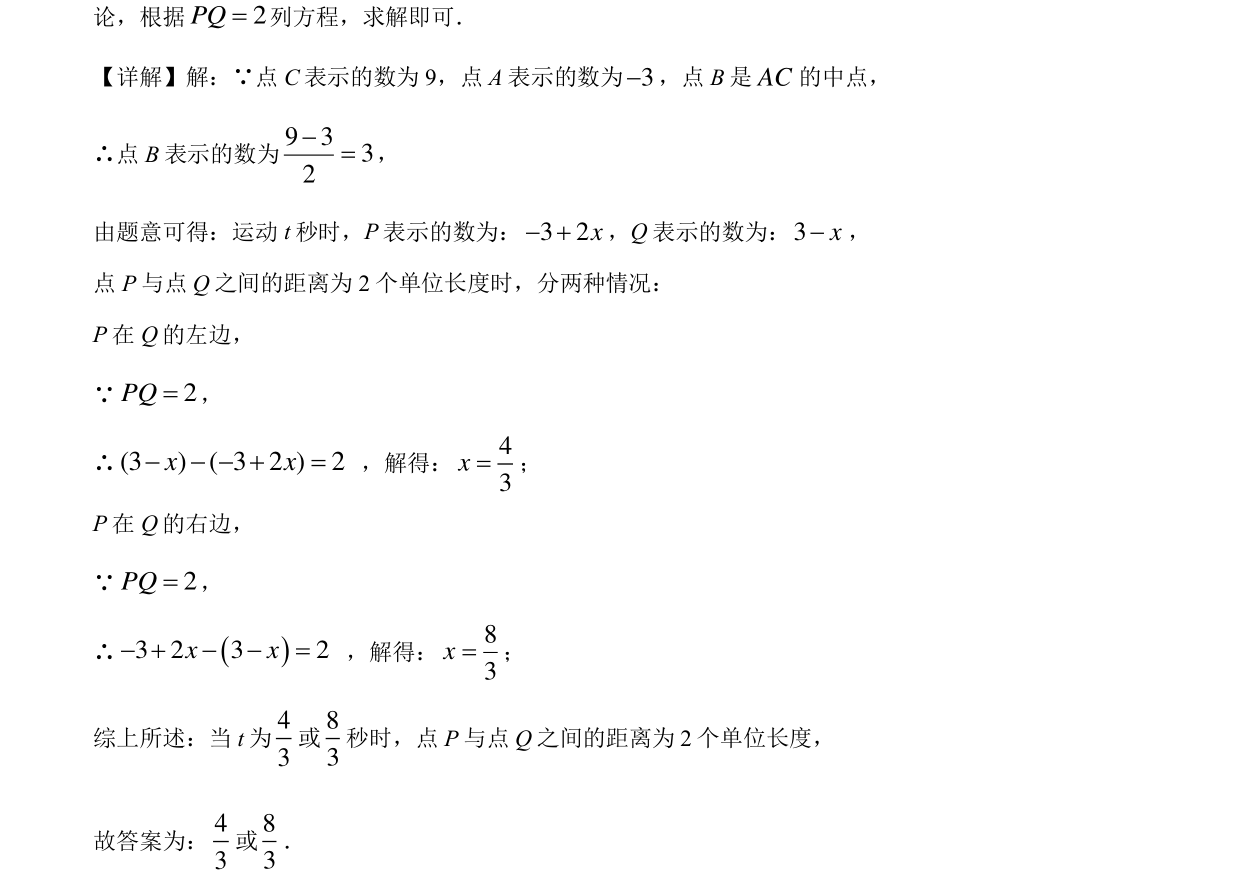 论，根据 PQ = 2 列方程，求解即可．
【详解】解：∵点 C 表示的数为 9，点 A 表示的数为 −3，点 B 是 AC 的中点，
∴点 B 表示的数为 \frac{9-3}{2} = 3，
由题意可得：运动 t 秒时，P 表示的数为：−3 + 2x，Q 表示的数为：3 − x，
点 P 与点 Q 之间的距离为 2 个单位长度时，分两种情况：
P 在 Q 的左边，
∵ PQ = 2，
∴ (3 − x) − (−3 + 2x) = 2 ，解得：x = \frac{4}{3}；
P 在 Q 的右边，
∵ PQ = 2，
∴ −3 + 2x − (3 − x) = 2 ，解得：x = \frac{8}{3}；
综上所述：当 t 为 \frac{4}{3} 或 \frac{8}{3} 秒时，点 P 与点 Q 之间的距离为 2 个单位长度，
故答案为：\frac{4}{3} 或 \frac{8}{3}．